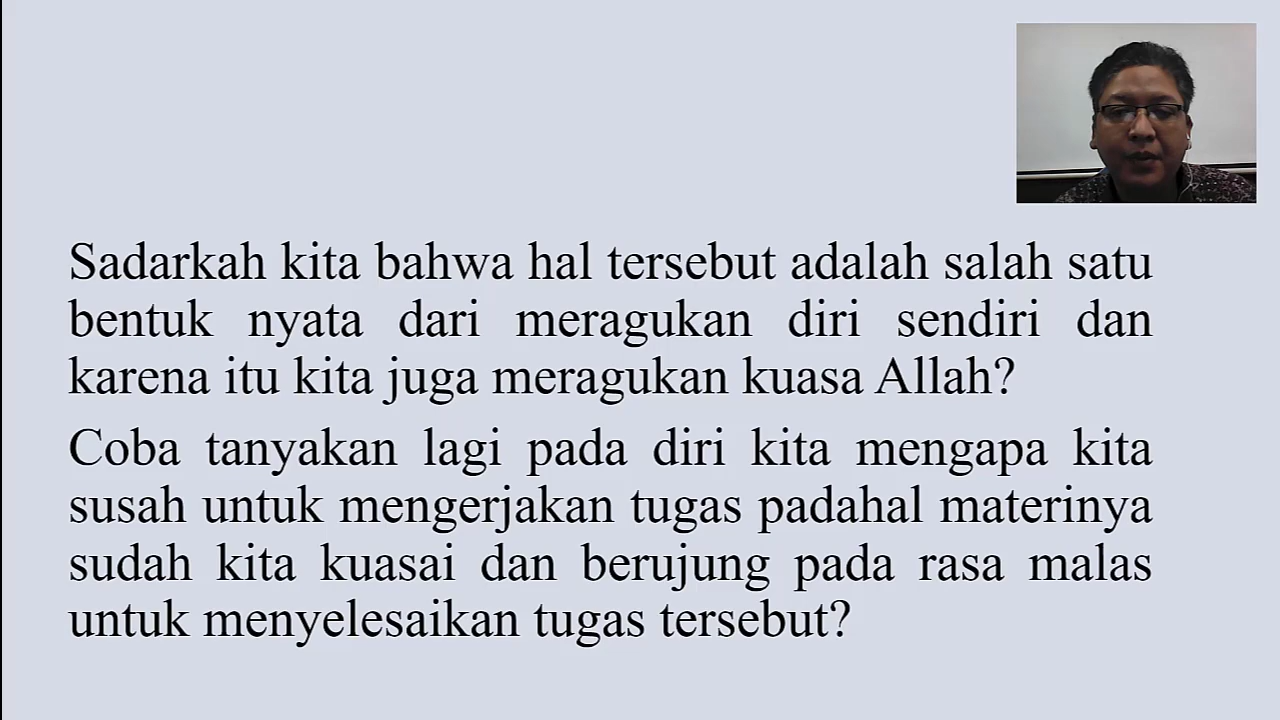 Sadarkah kita bahwa hal tersebut adalah salah satu
bentuk nyata dari meragukan diri sendiri dan
karena itu kita juga meragukan kuasa Allah?
Coba tanyakan lagi pada diri kita mengapa kita
susah untuk mengerjakan tugas padahal materinya
sudah kita kuasai dan berujung pada rasa malas
untuk menyelesaikan tugas tersebut?